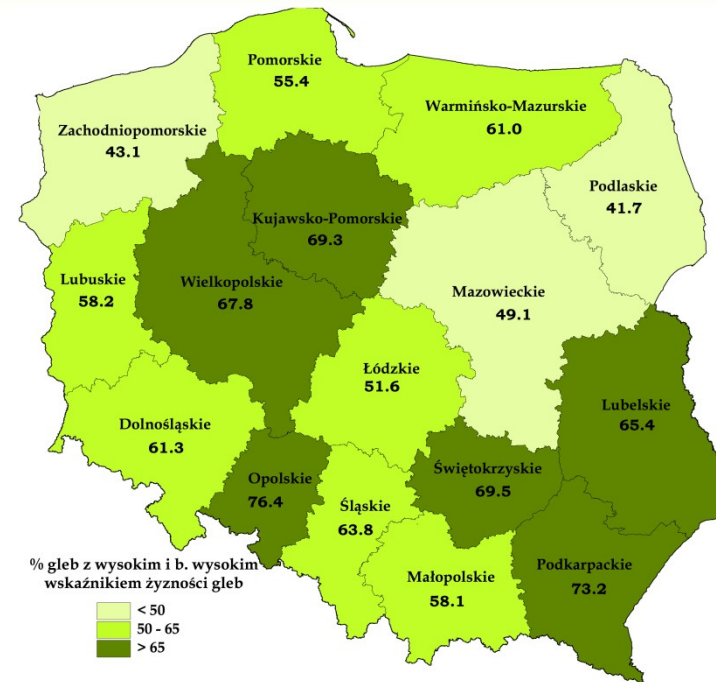 Pomorskie
55.4
Warmińsko-Mazurskie
61.0
Zachodniopomorskie
43.1
Podlaskie
41.7
Kujawsko-Pomorskie
69.3
Lubuskie
58.2
Wielkopolskie
67.8
Mazowieckie
49.1
Łódzkie
51.6
Lubelskie
65.4
Dolnośląskie
61.3
Opolskie
76.4
Śląskie
63.8
Świętokrzyskie
69.5
Małopolskie
58.1
Podkarpackie
73.2
% gleb z wysokim i b. wysokim
wskaźnikiem żyzności gleb
< 50
50 - 65
> 65